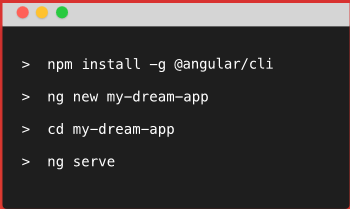 > npm install -g @angular/cli
> ng new my-dream-app
> cd my-dream-app
> ng serve